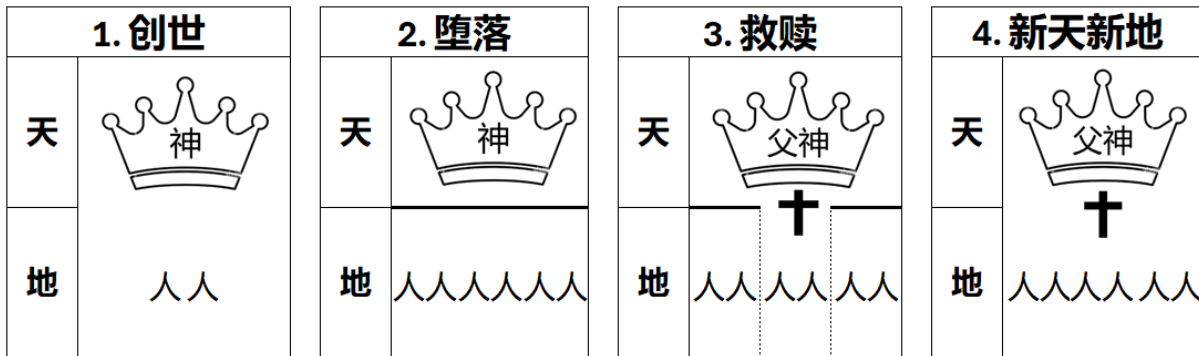 1. 创世
天
神
地
人人
2. 堕落
天
神
地
人人人人人人
3. 救赎
天
父神
地
人人 人人 人人
4. 新天新地
天
父神
地
人人人人 人人